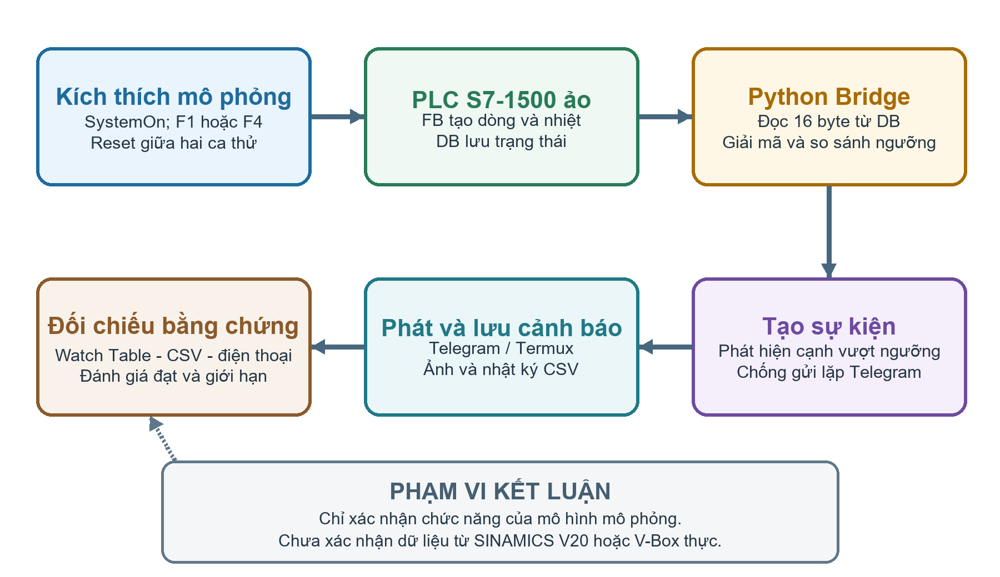 Kích thích mô phỏng
SystemOn; F1 hoặc F4
Reset giữa hai ca thử
PLC S7-1500 ảo
FB tạo dòng và nhiệt
DB lưu trạng thái
Python Bridge
Đọc 16 byte từ DB
Giải mã và so sánh ngưỡng
Tạo sự kiện
Phát hiện cạnh vượt ngưỡng
Chống gửi lặp Telegram
Phát và lưu cảnh báo
Telegram / Termux
Ảnh và nhật ký CSV
Đối chiếu bằng chứng
Watch Table - CSV - điện thoại
Đánh giá đạt và giới hạn
PHẠM VI KẾT LUẬN
Chỉ xác nhận chức năng của mô hình mô phỏng.
Chưa xác nhận dữ liệu từ SINAMICS V20 hoặc V-Box thực.